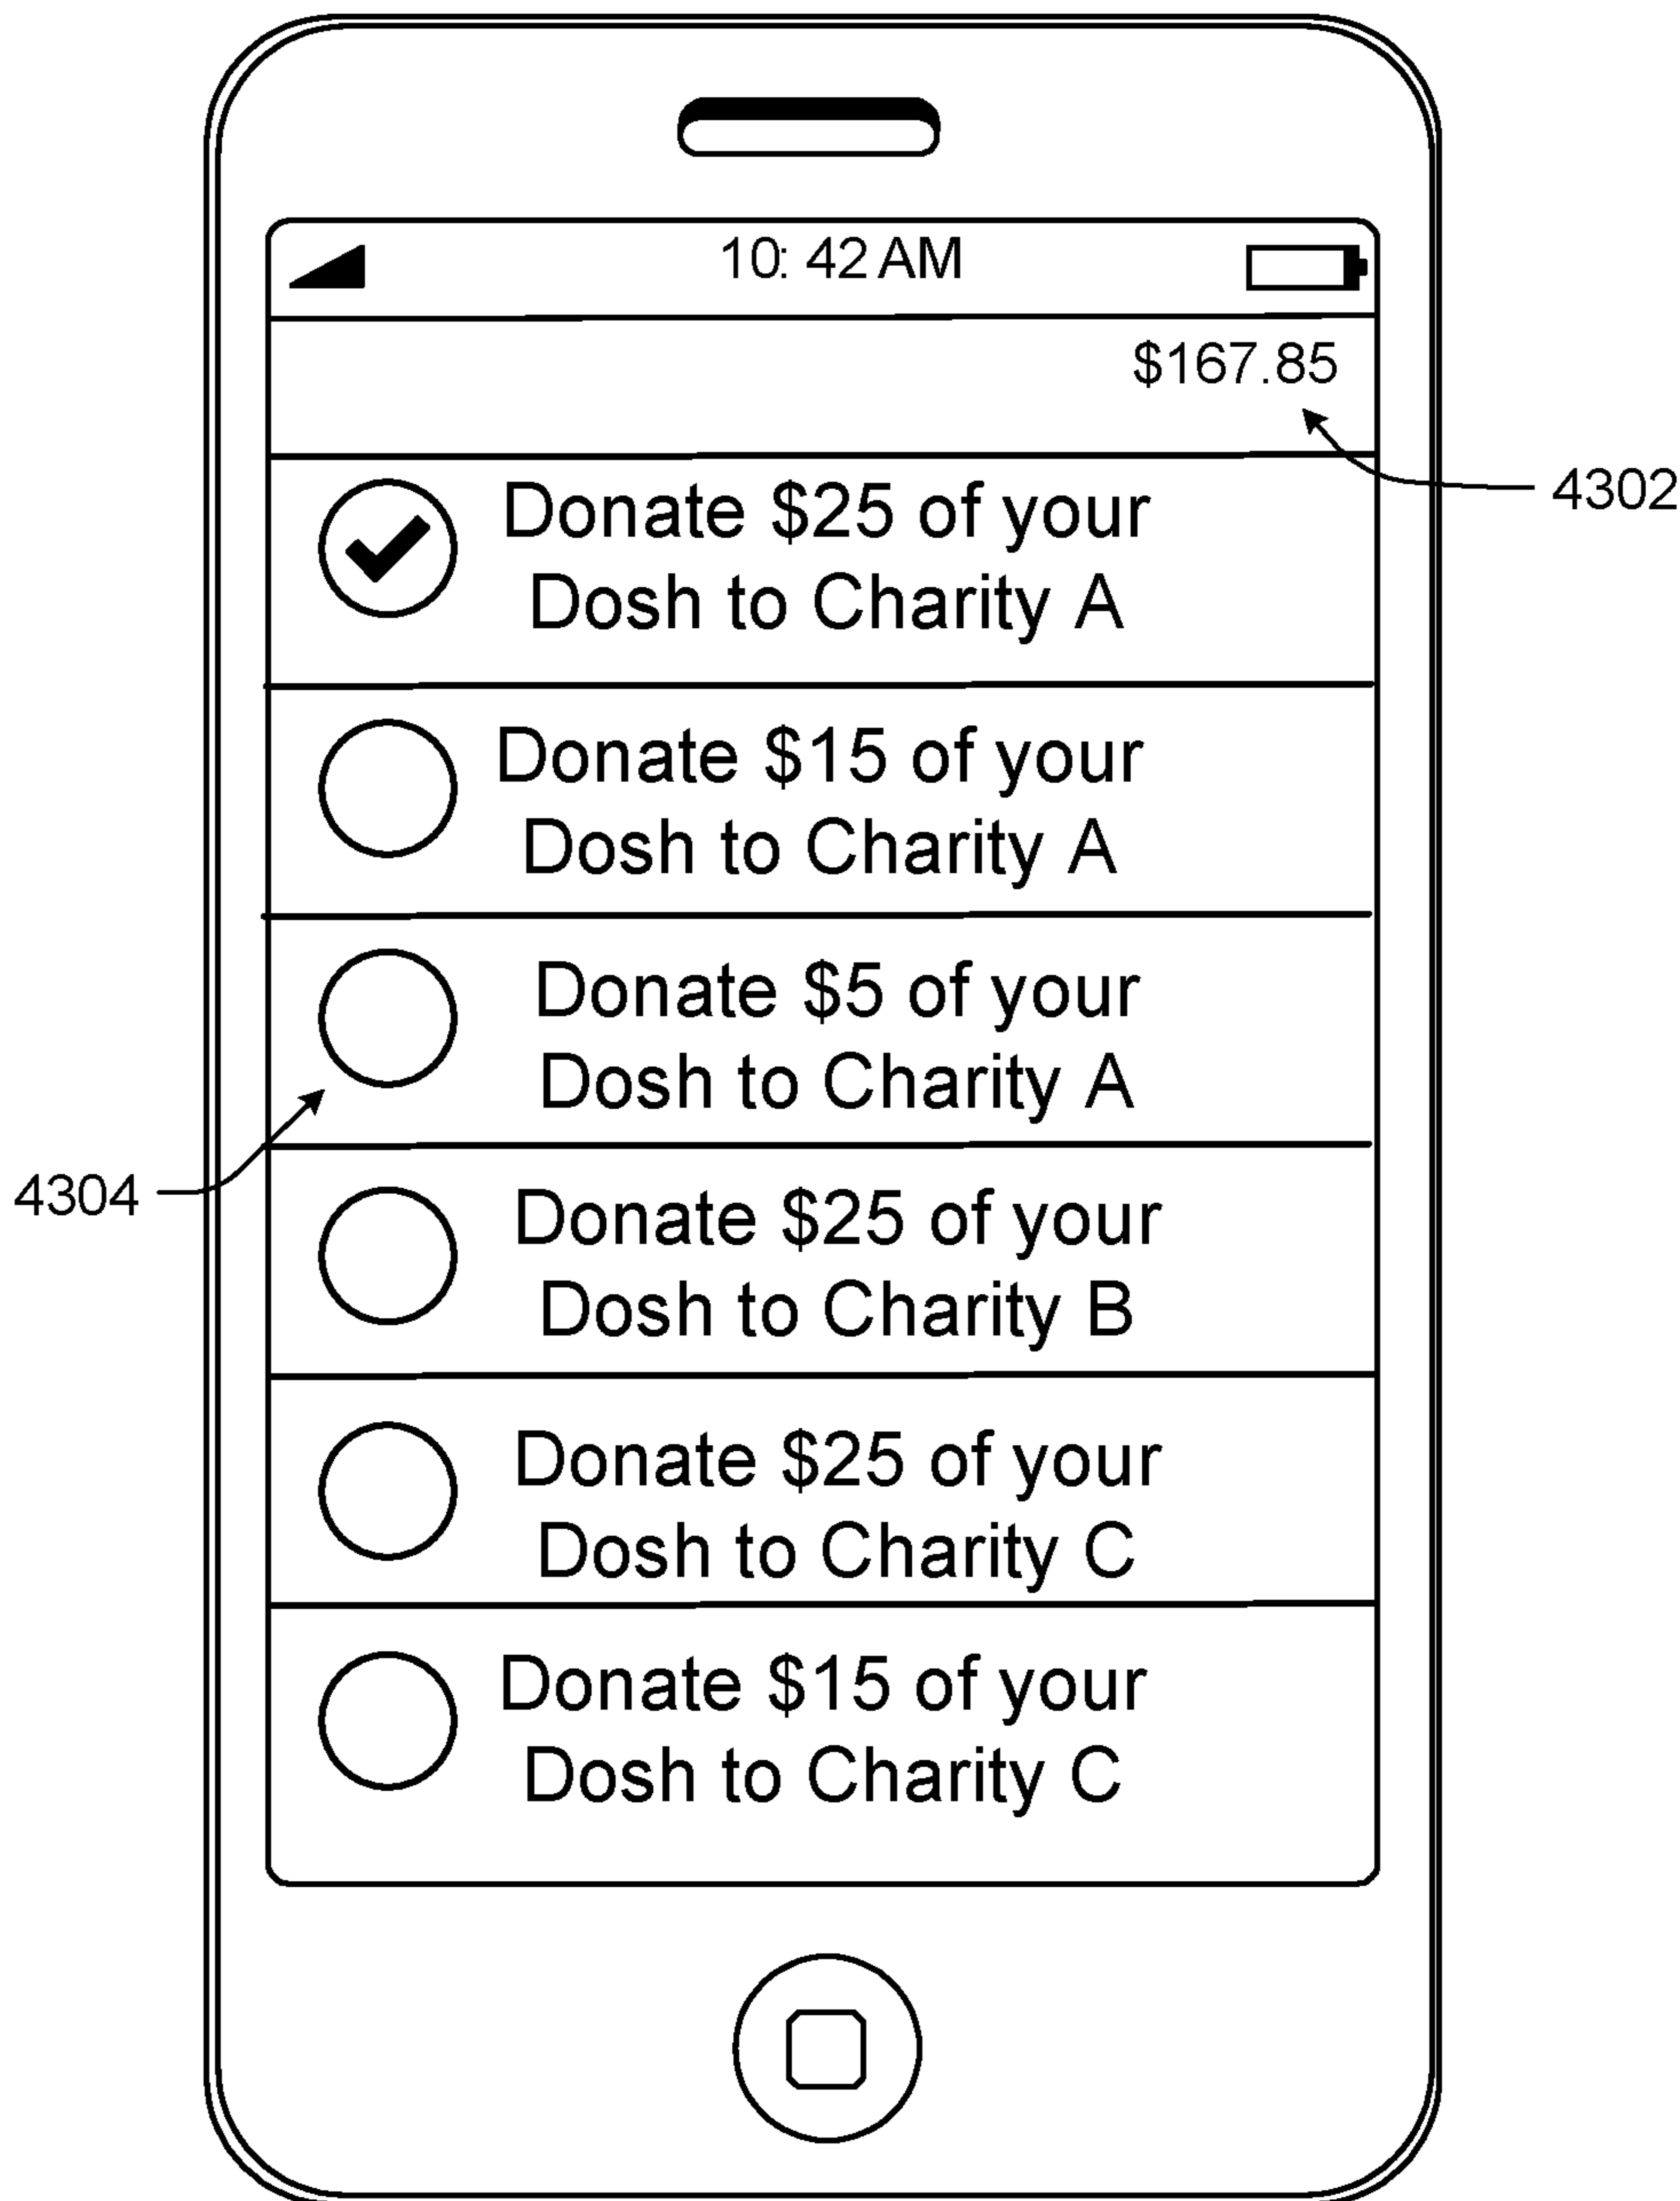 10: 42 AM
$167.85
4302
Donate $25 of your
Dosh to Charity A
Donate $15 of your
Dosh to Charity A
Donate $5 of your
Dosh to Charity A
4304
Donate $25 of your
Dosh to Charity B
Donate $25 of your
Dosh to Charity C
Donate $15 of your
Dosh to Charity C